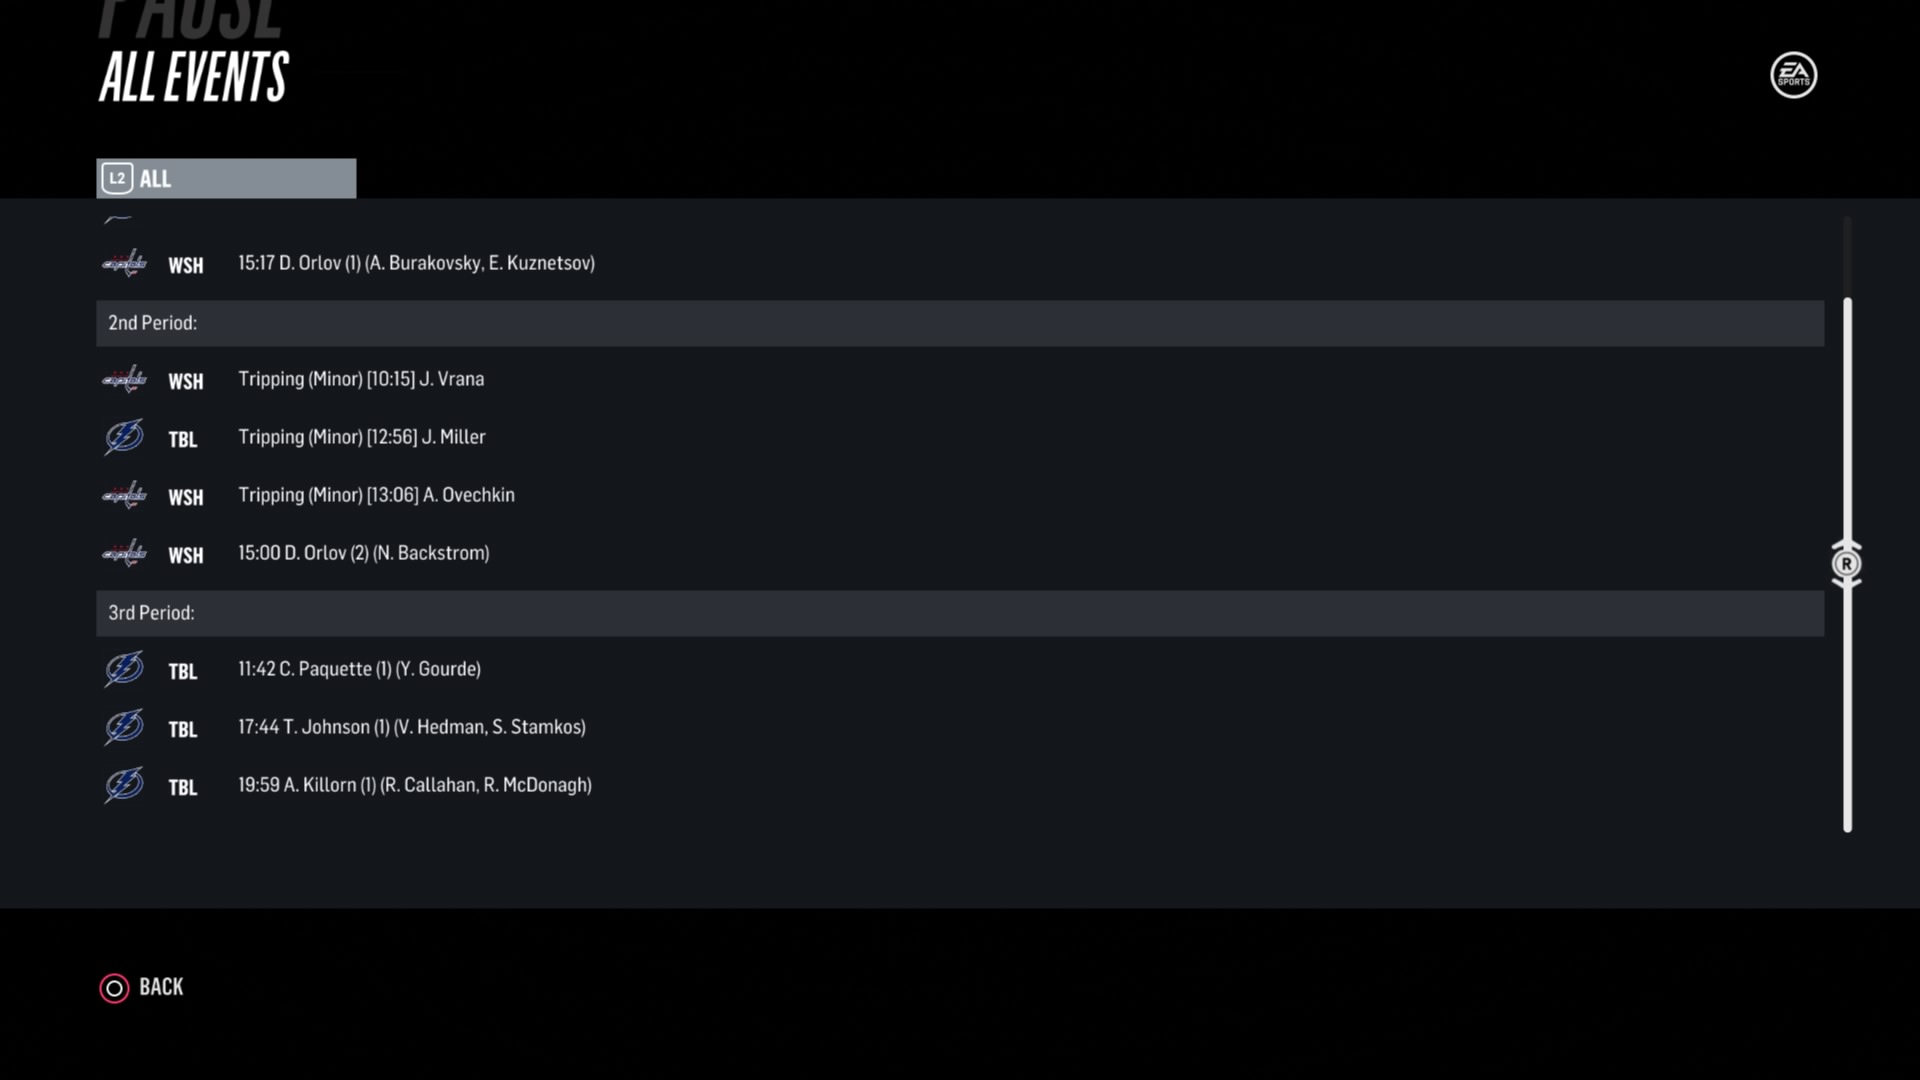 PAUSE
ALL EVENTS
EA SPORTS
L2 ALL
WSH 15:17 D. Orlov (1) (A. Burakovsky, E. Kuznetsov)
2nd Period:
WSH Tripping (Minor) [10:15] J. Vrana
TBL Tripping (Minor) [12:56] J. Miller
WSH Tripping (Minor) [13:06] A. Ovechkin
WSH 15:00 D. Orlov (2) (N. Backstrom)
R
3rd Period:
TBL 11:42 C. Paquette (1) (Y. Gourde)
TBL 17:44 T. Johnson (1) (V. Hedman, S. Stamkos)
TBL 19:59 A. Killorn (1) (R. Callahan, R. McDonagh)
BACK